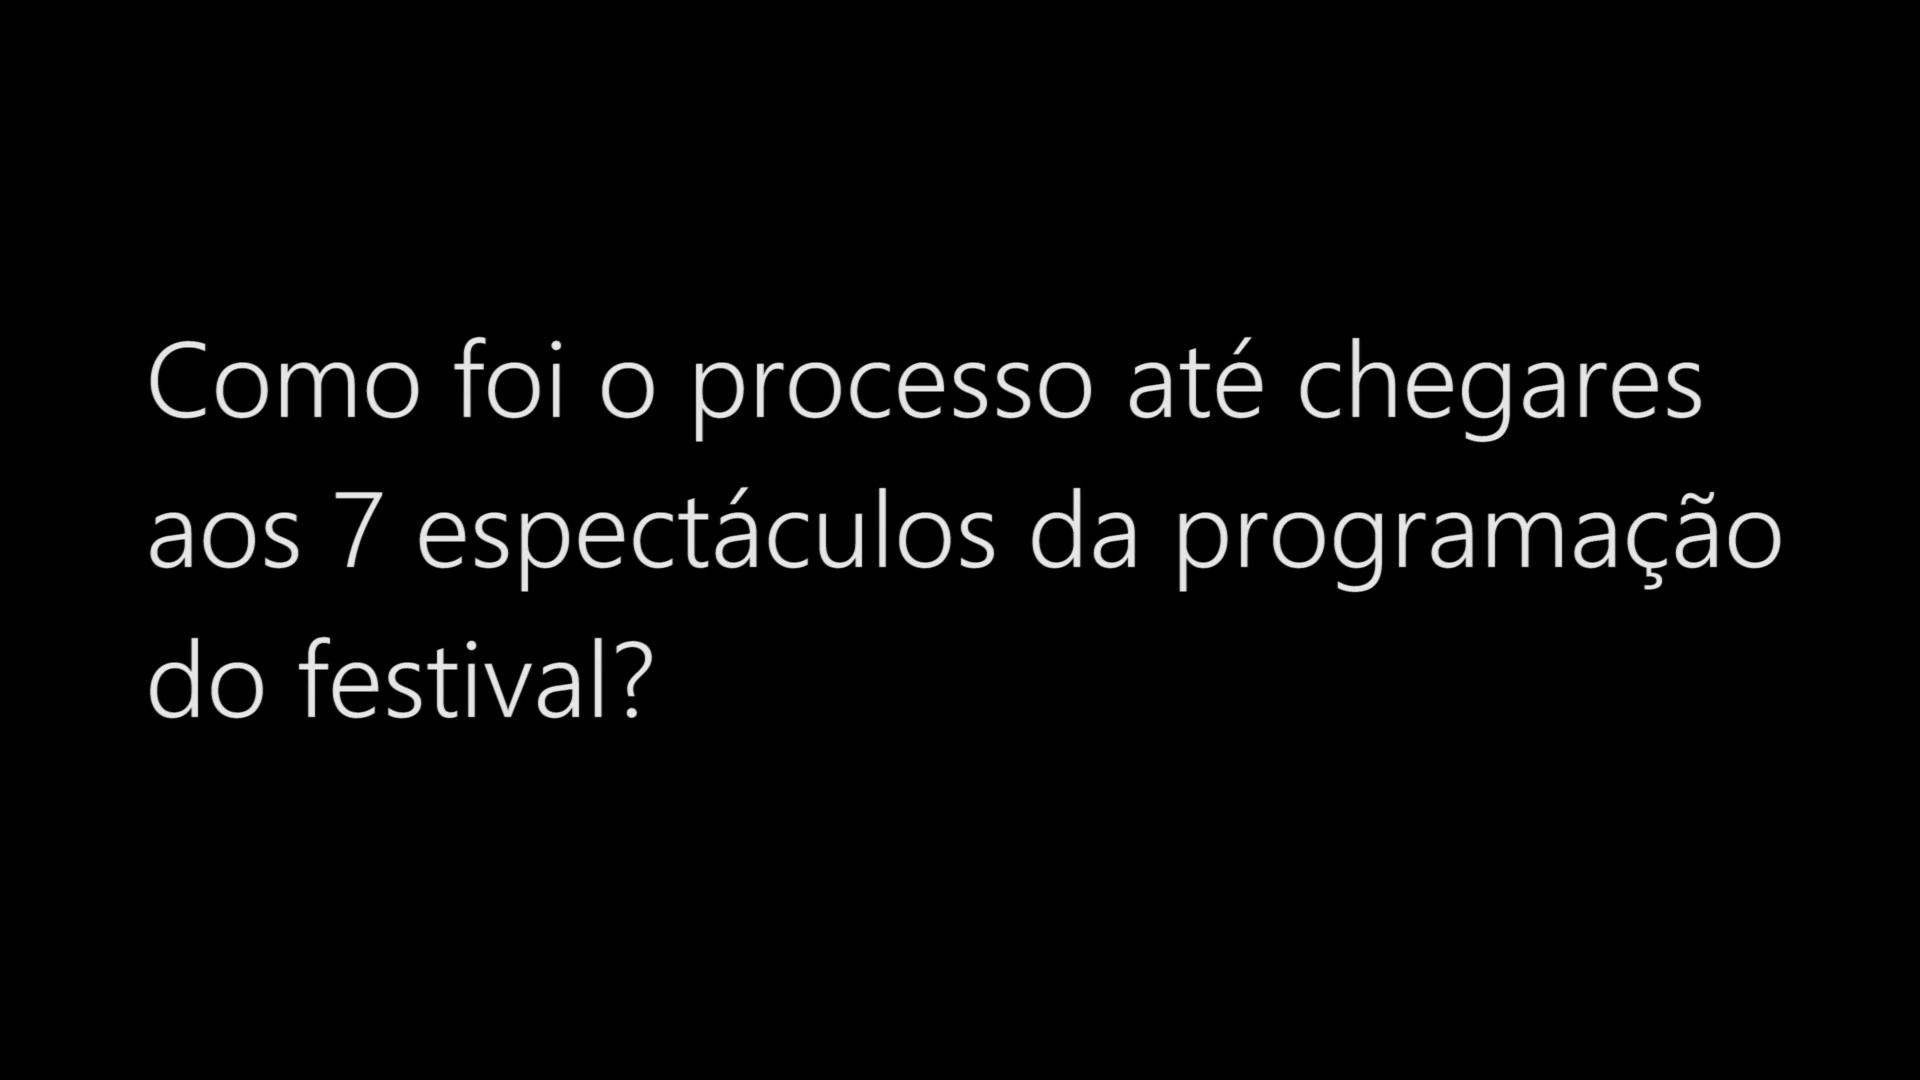 Como foi o processo até chegares
aos 7 espectáculos da programação
do festival?